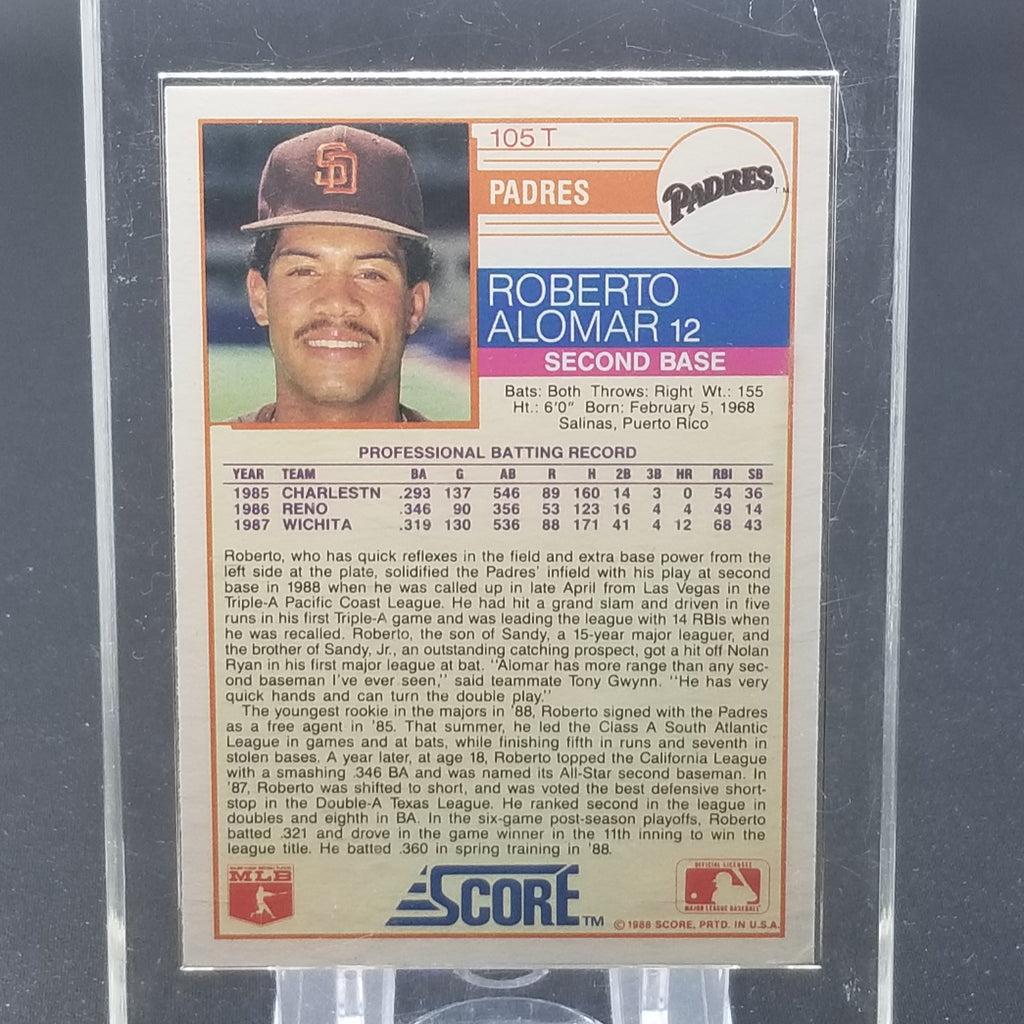 SD
105 T
PADRES
PADRES TM
ROBERTO
ALOMAR 12
SECOND BASE
Bats: Both Throws: Right Wt.: 155
Ht.: 6'0" Born: February 5, 1968
Salinas, Puerto Rico
PROFESSIONAL BATTING RECORD
YEAR TEAM BA G AB R H 2B 3B HR RBI SB
1985 CHARLESTN .293 137 546 89 160 14 3 0 54 36
1986 RENO .346 90 356 53 123 16 4 4 49 14
1987 WICHITA .319 130 536 88 171 41 4 12 68 43
Roberto, who has quick reflexes in the field and extra base power from the
left side at the plate, solidified the Padres' infield with his play at second
base in 1988 when he was called up in late April from Las Vegas in the
Triple-A Pacific Coast League. He had hit a grand slam and driven in five
runs in his first Triple-A game and was leading the league with 14 RBIs when
he was recalled. Roberto, the son of Sandy, a 15-year major leaguer, and
the brother of Sandy, Jr., an outstanding catching prospect, got a hit off Nolan
Ryan in his first major league at bat. "Alomar has more range than any sec-
ond baseman I've ever seen," said teammate Tony Gwynn. "He has very
quick hands and can turn the double play."
The youngest rookie in the majors in '88, Roberto signed with the Padres
as a free agent in '85. That summer, he led the Class A South Atlantic
League in games and at bats, while finishing fifth in runs and seventh in
stolen bases. A year later, at age 18, Roberto topped the California League
with a smashing .346 BA and was named its All-Star second baseman. In
'87, Roberto was shifted to short, and was voted the best defensive short-
stop in the Double-A Texas League. He ranked second in the league in
doubles and eighth in BA. In the six-game post-season playoffs, Roberto
batted .321 and drove in the game winner in the 11th inning to win the
league title. He batted .360 in spring training in '88.
MLB
SCORE TM
OFFICIAL LICENSEE
MAJOR LEAGUE BASEBALL
© 1988 SCORE, PRTD. IN U.S.A.